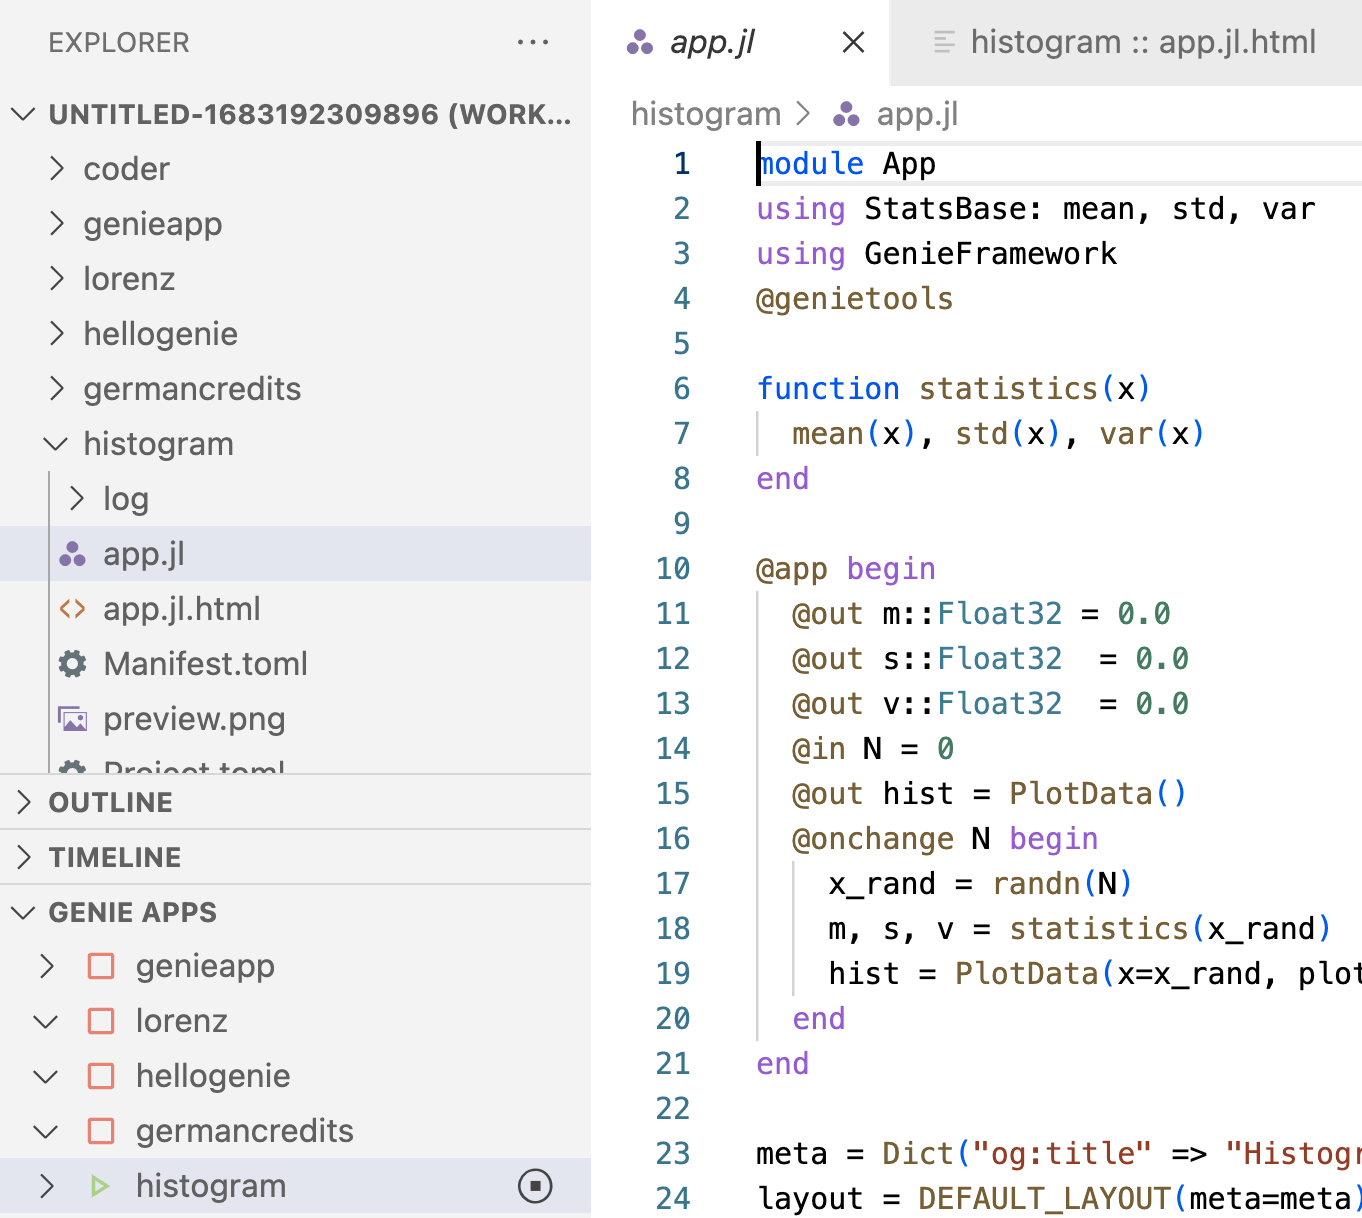 EXPLORER
UNTITLED-1683192309896 (WORK...
coder
genieapp
lorenz
hellogenie
germancredits
histogram
log
app.jl
app.jl.html
Manifest.toml
preview.png
Project.toml
OUTLINE
TIMELINE
GENIE APPS
genieapp
lorenz
hellogenie
germancredits
histogram
app.jl
histogram :: app.jl.html
histogram > app.jl
1 module App
2 using StatsBase: mean, std, var
3 using GenieFramework
4 @genietools
5
6 function statistics(x)
7 mean(x), std(x), var(x)
8 end
9
10 @app begin
11 @out m::Float32 = 0.0
12 @out s::Float32  = 0.0
13 @out v::Float32  = 0.0
14 @in N = 0
15 @out hist = PlotData()
16 @onchange N begin
17 x_rand = randn(N)
18 m, s, v = statistics(x_rand)
19 hist = PlotData(x=x_rand, plot
20 end
21 end
22
23 meta = Dict("og:title" => "Histogr
24 layout = DEFAULT_LAYOUT(meta=meta)